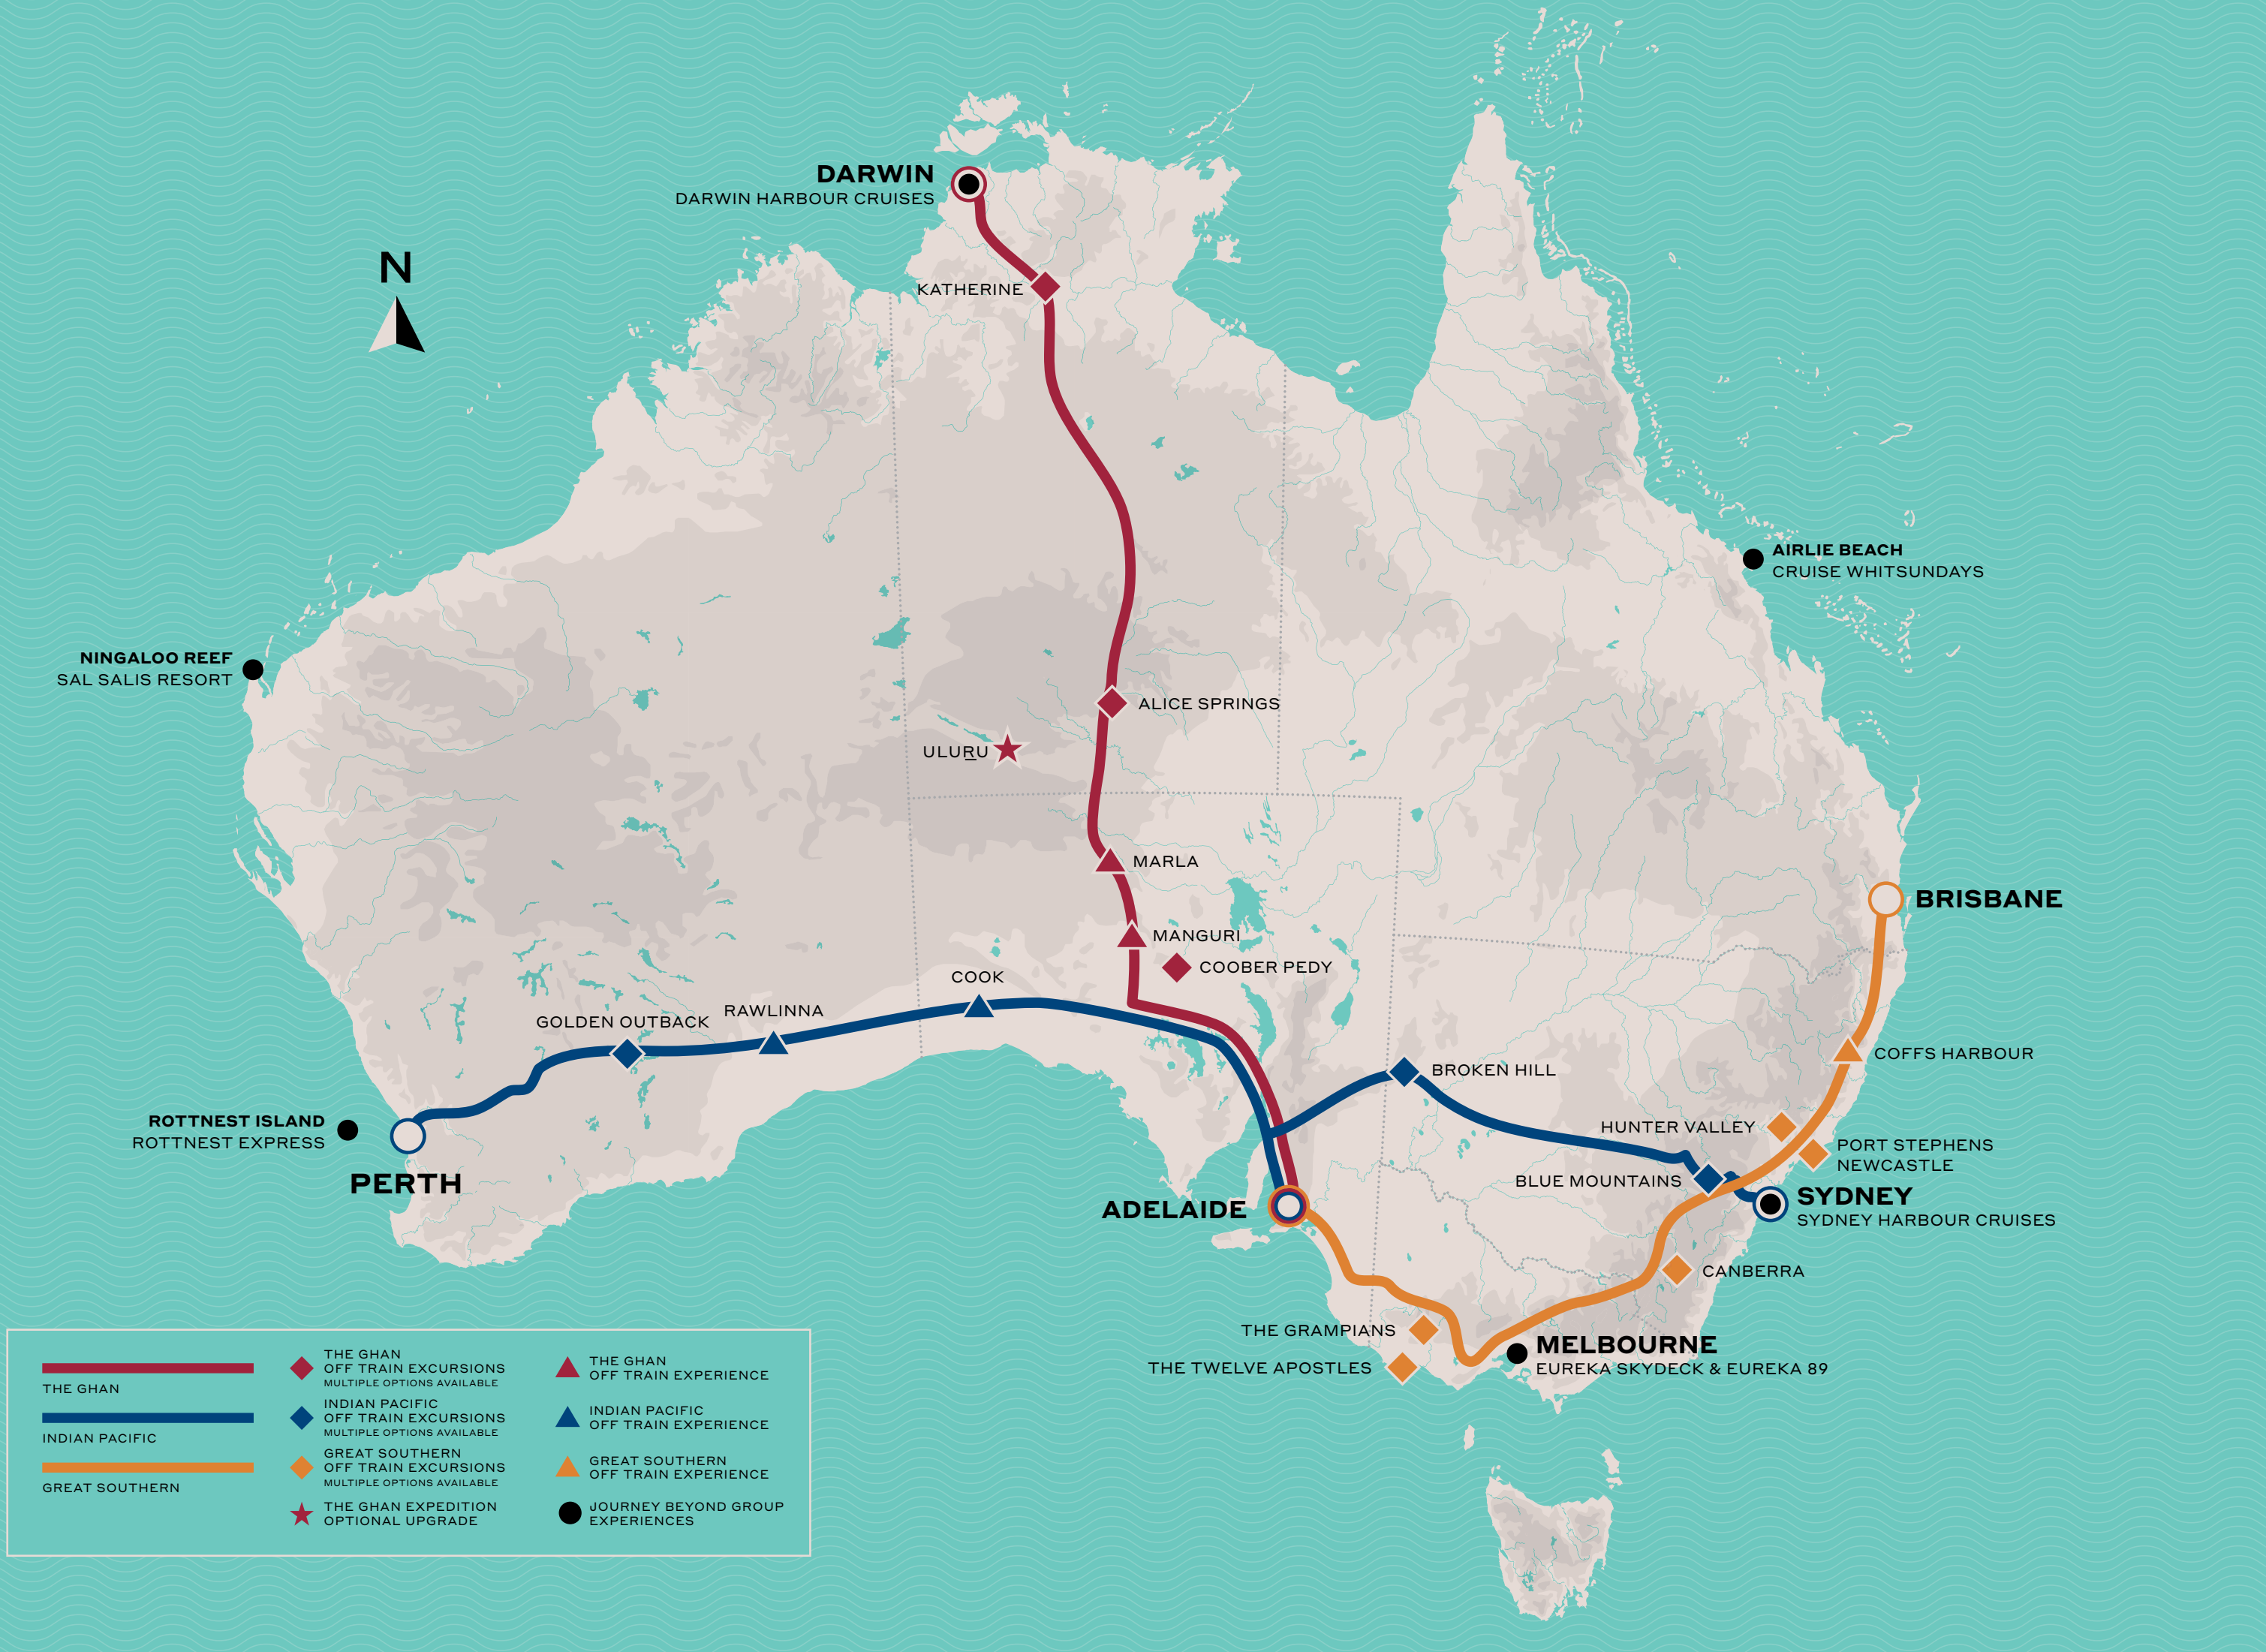 DARWIN
DARWIN HARBOUR CRUISES
N
KATHERINE
AIRLIE BEACH
CRUISE WHITSUNDAYS
NINGALOO REEF
SAL SALIS RESORT
ALICE SPRINGS
ULUṞU
MARLA
BRISBANE
MANGURI
COOBER PEDY
COOK
RAWLINNA
GOLDEN OUTBACK
COFFS HARBOUR
BROKEN HILL
ROTTNEST ISLAND
ROTTNEST EXPRESS
HUNTER VALLEY
PORT STEPHENS
NEWCASTLE
PERTH
BLUE MOUNTAINS
SYDNEY
SYDNEY HARBOUR CRUISES
ADELAIDE
CANBERRA
THE GRAMPIANS
MELBOURNE
EUREKA SKYDECK & EUREKA 89
THE TWELVE APOSTLES
THE GHAN
INDIAN PACIFIC
GREAT SOUTHERN
THE GHAN
OFF TRAIN EXCURSIONS
MULTIPLE OPTIONS AVAILABLE
INDIAN PACIFIC
OFF TRAIN EXCURSIONS
MULTIPLE OPTIONS AVAILABLE
GREAT SOUTHERN
OFF TRAIN EXCURSIONS
MULTIPLE OPTIONS AVAILABLE
THE GHAN EXPEDITION
OPTIONAL UPGRADE
THE GHAN
OFF TRAIN EXPERIENCE
INDIAN PACIFIC
OFF TRAIN EXPERIENCE
GREAT SOUTHERN
OFF TRAIN EXPERIENCE
JOURNEY BEYOND GROUP
EXPERIENCES